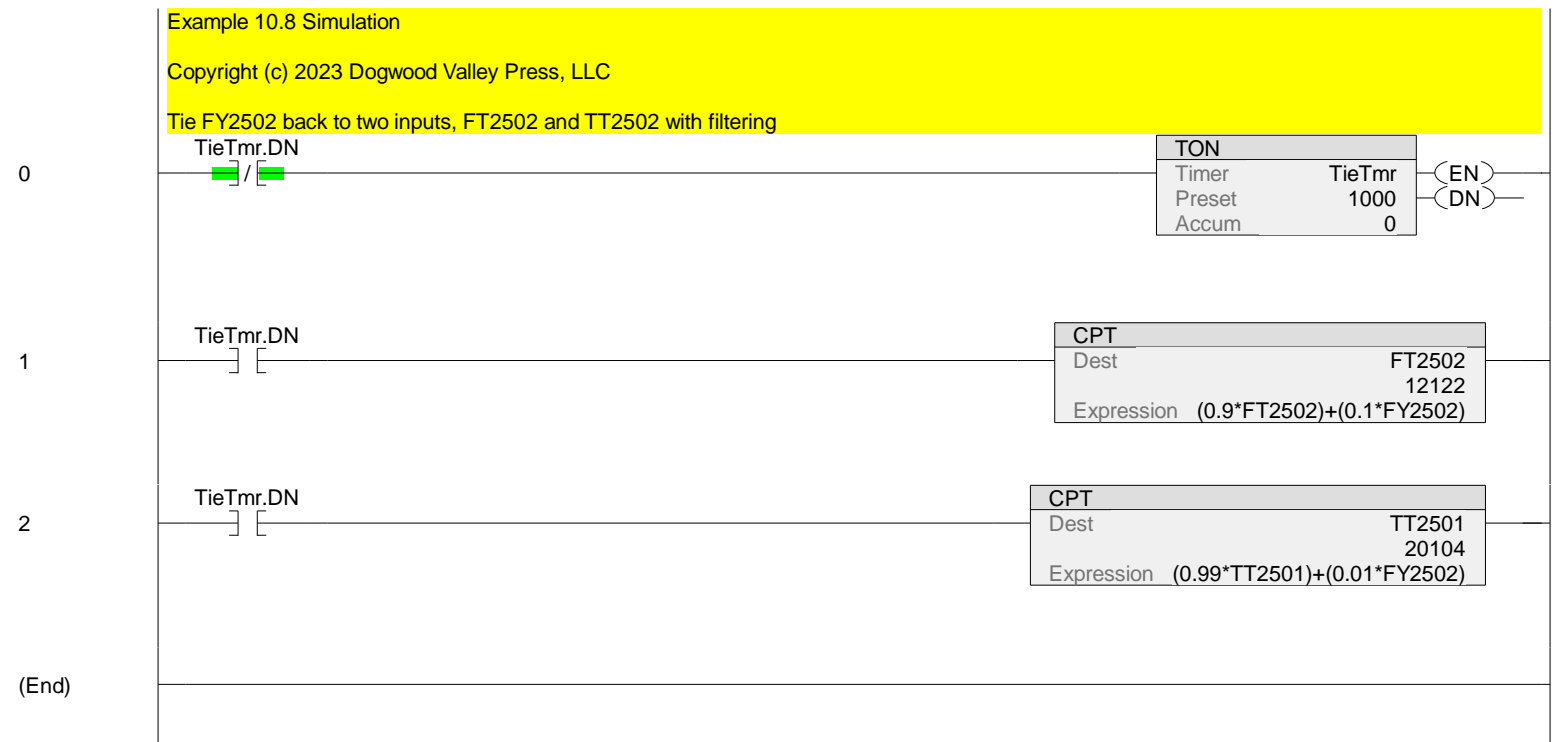 Example 10.8 Simulation
Copyright (c) 2023 Dogwood Valley Press, LLC
Tie FY2502 back to two inputs, FT2502 and TT2502 with filtering
0
TieTmr.DN
/
TON
Timer TieTmr
Preset 1000
Accum 0
EN
DN
1
TieTmr.DN
CPT
Dest FT2502
12122
Expression (0.9*FT2502)+(0.1*FY2502)
2
TieTmr.DN
CPT
Dest TT2501
20104
Expression (0.99*TT2501)+(0.01*FY2502)
(End)